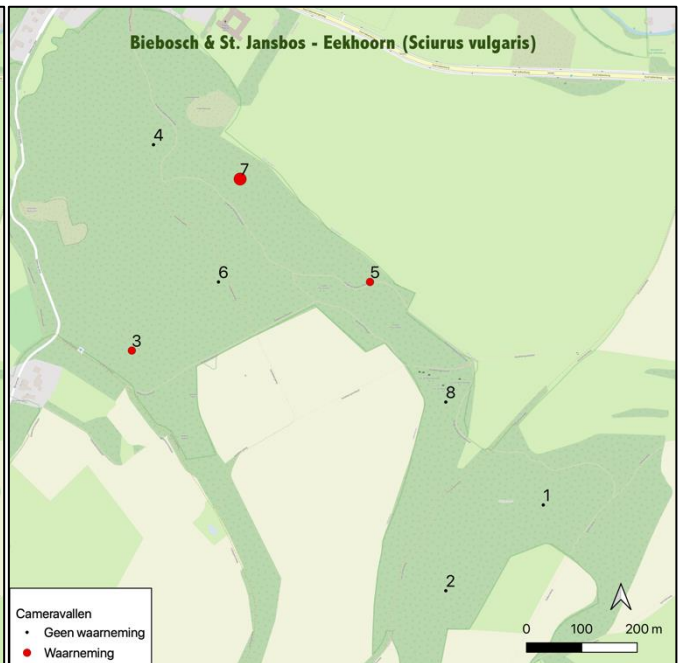 Biebosch & St. Jansbos - Eekhoorn (Sciurus vulgaris)
4
7
6
5
3
8
1
2
Cameravallen
Geen waarneming
Waarneming
0 100 200 m